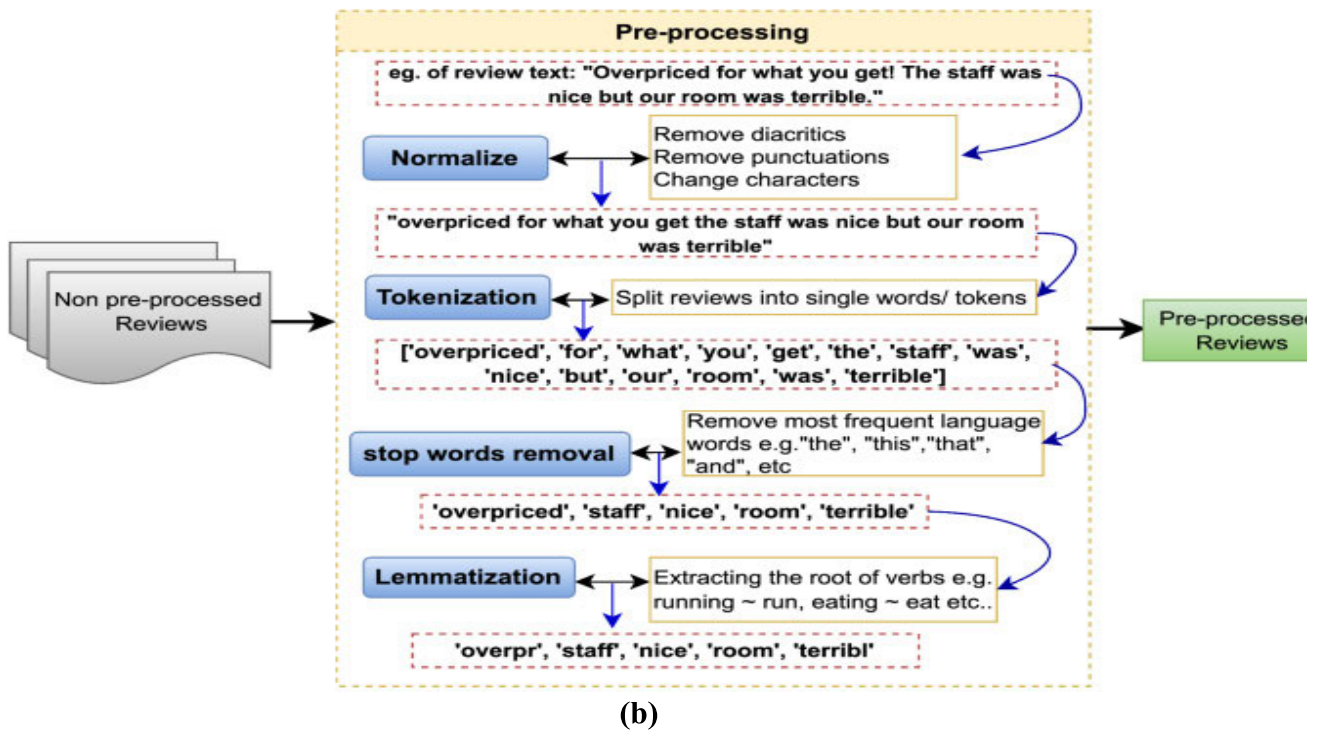 Pre-processing
eg. of review text: "Overpriced for what you get! The staff was
nice but our room was terrible."
Normalize
Remove diacritics
Remove punctuations
Change characters
"overpriced for what you get the staff was nice but our room
was terrible"
Non pre-processed
Reviews
Tokenization
Split reviews into single words/ tokens
['overpriced', 'for', 'what', 'you', 'get', 'the', 'staff', 'was',
'nice', 'but', 'our', 'room', 'was', 'terrible']
Pre-processed
Reviews
stop words removal
Remove most frequent language
words e.g."the", "this","that",
"and", etc
'overpriced', 'staff', 'nice', 'room', 'terrible'
Lemmatization
Extracting the root of verbs e.g.
running ~ run, eating ~ eat etc..
'overpr', 'staff', 'nice', 'room', 'terribl'
(b)